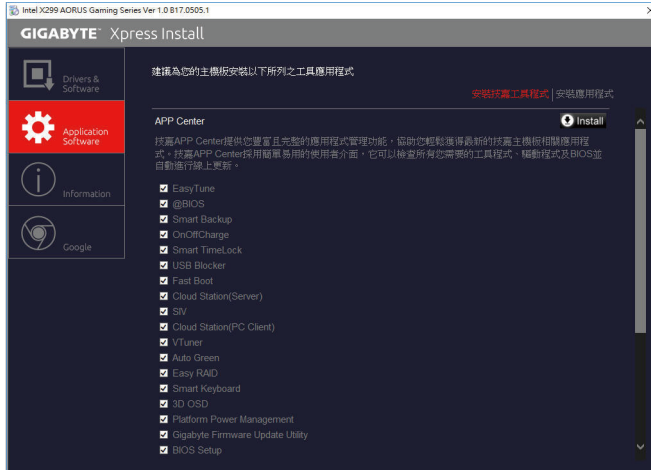 Intel X299 AORUS Gaming Series Ver 1.0 B17.0505.1
GIGABYTE™ Xpress Install
Drivers &
Software
Application
Software
Information
Google
建議為您的主機板安裝以下所列之工具應用程式
安裝技嘉工具程式 | 安裝應用程式
APP Center
Install
技嘉APP Center提供您豐富且完整的應用程式管理功能，協助您輕鬆獲得最新的技嘉主機板相關應用程
式。技嘉APP Center採用簡單易用的使用者介面，它可以檢查所有您需要的工具程式、驅動程式及BIOS並
自動進行線上更新。
EasyTune
@BIOS
Smart Backup
OnOffCharge
Smart TimeLock
USB Blocker
Fast Boot
Cloud Station(Server)
SIV
Cloud Station(PC Client)
VTuner
Auto Green
Easy RAID
Smart Keyboard
3D OSD
Platform Power Management
Gigabyte Firmware Update Utility
BIOS Setup